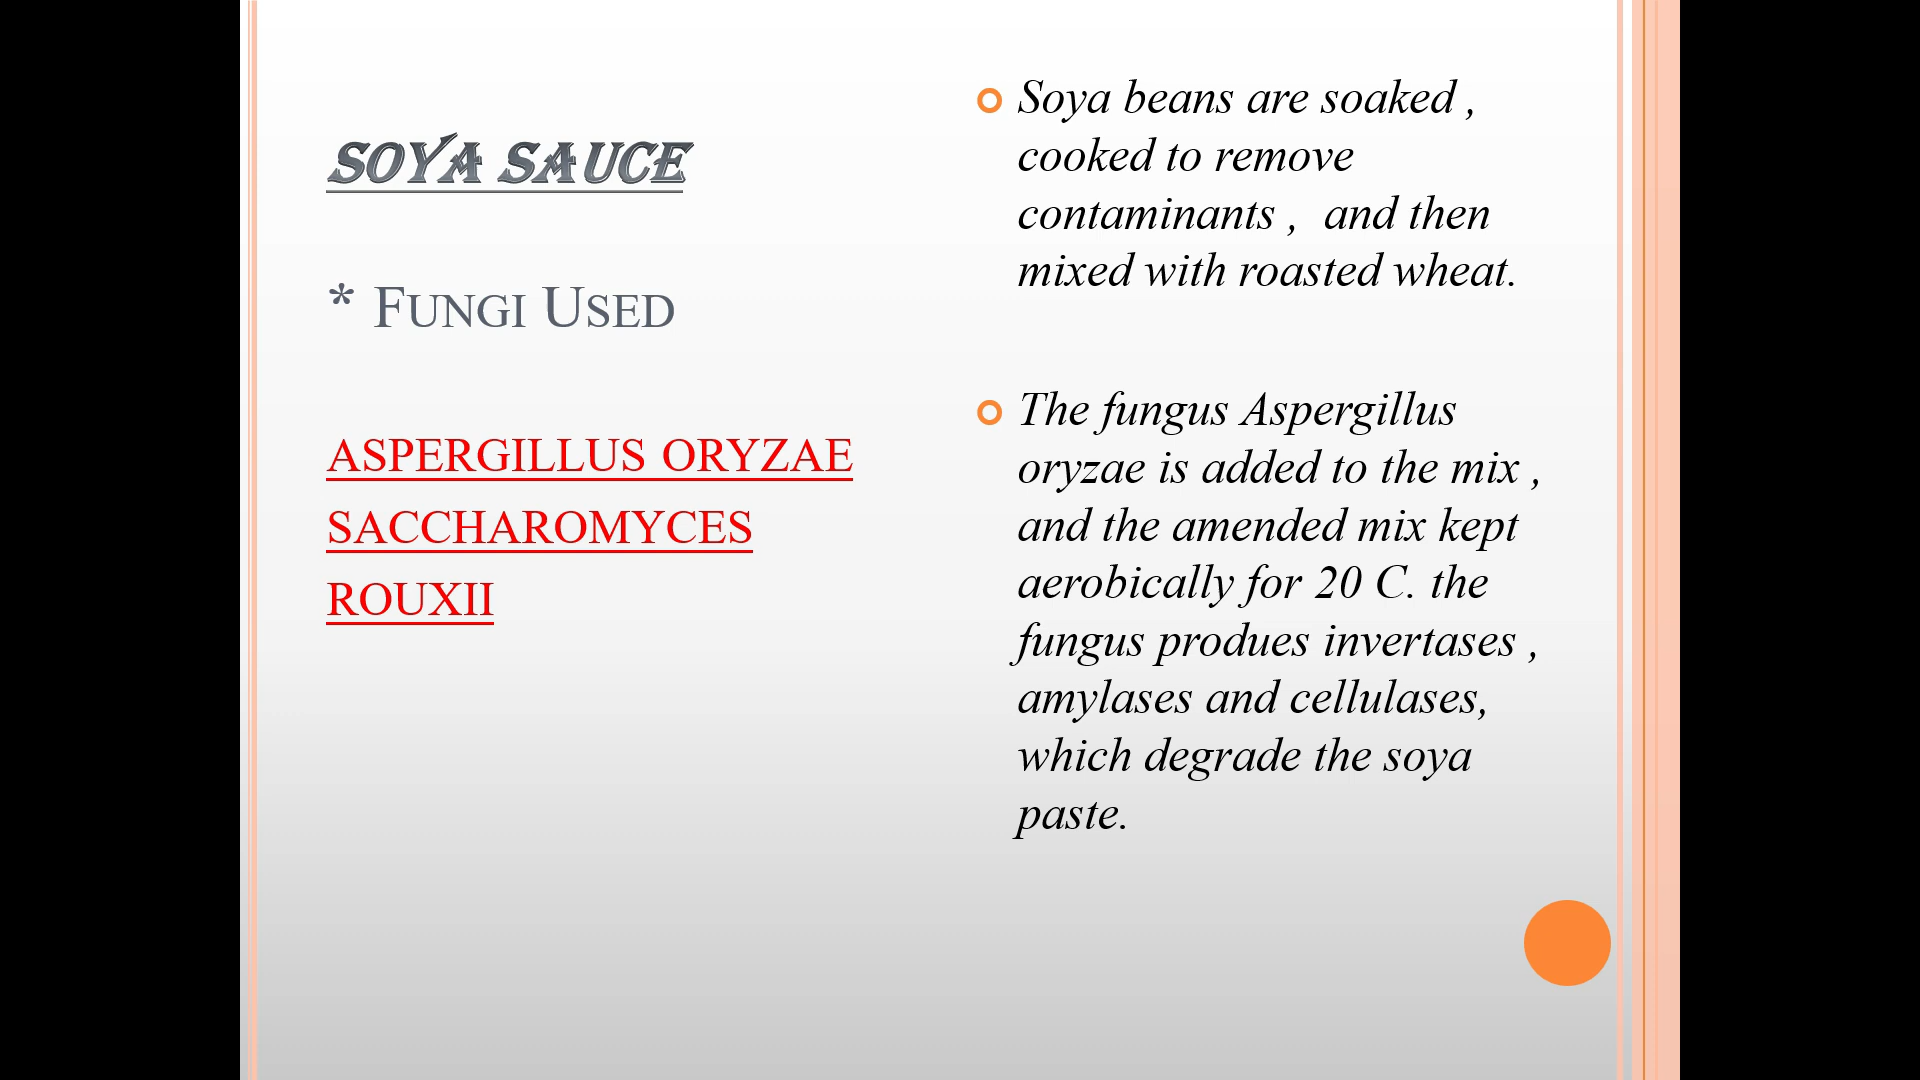 SOYA SAUCE
* FUNGI USED
ASPERGILLUS ORYZAE
SACCHAROMYCES
ROUXII
Soya beans are soaked ,
cooked to remove
contaminants ,  and then
mixed with roasted wheat.
The fungus Aspergillus
oryzae is added to the mix ,
and the amended mix kept
aerobically for 20 C. the
fungus produes invertases ,
amylases and cellulases,
which degrade the soya
paste.